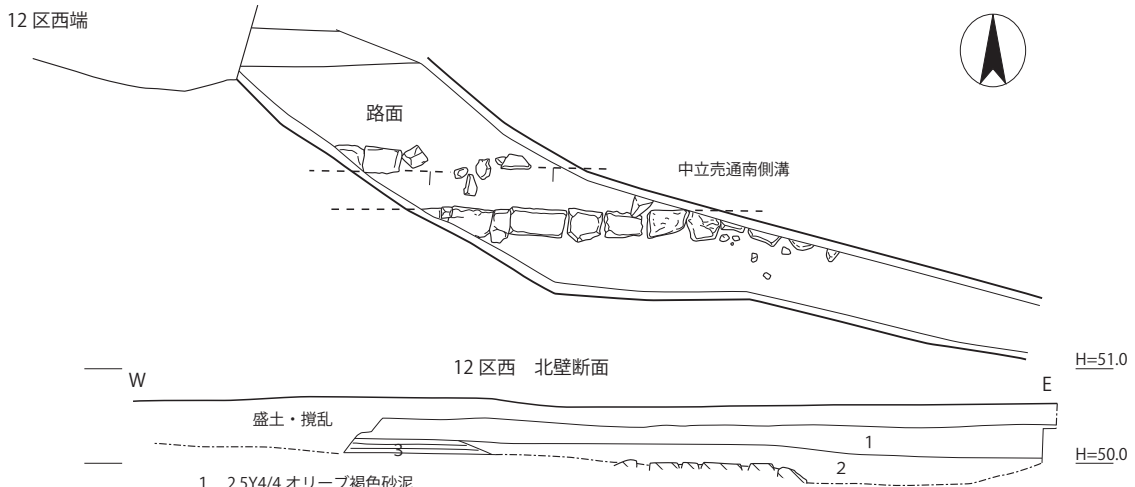 12 区西端
路面
中立売通南側溝
12 区西　北壁断面
H=51.0
W
E
盛土・撹乱
1
3
2
H=50.0
1　2.5Y4/4 オリーブ褐色砂泥